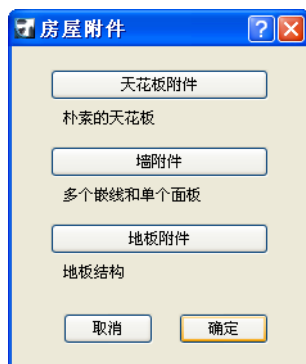 房屋附件
天花板附件
朴素的天花板
墙附件
多个嵌线和单个面板
地板附件
地板结构
取消
确定